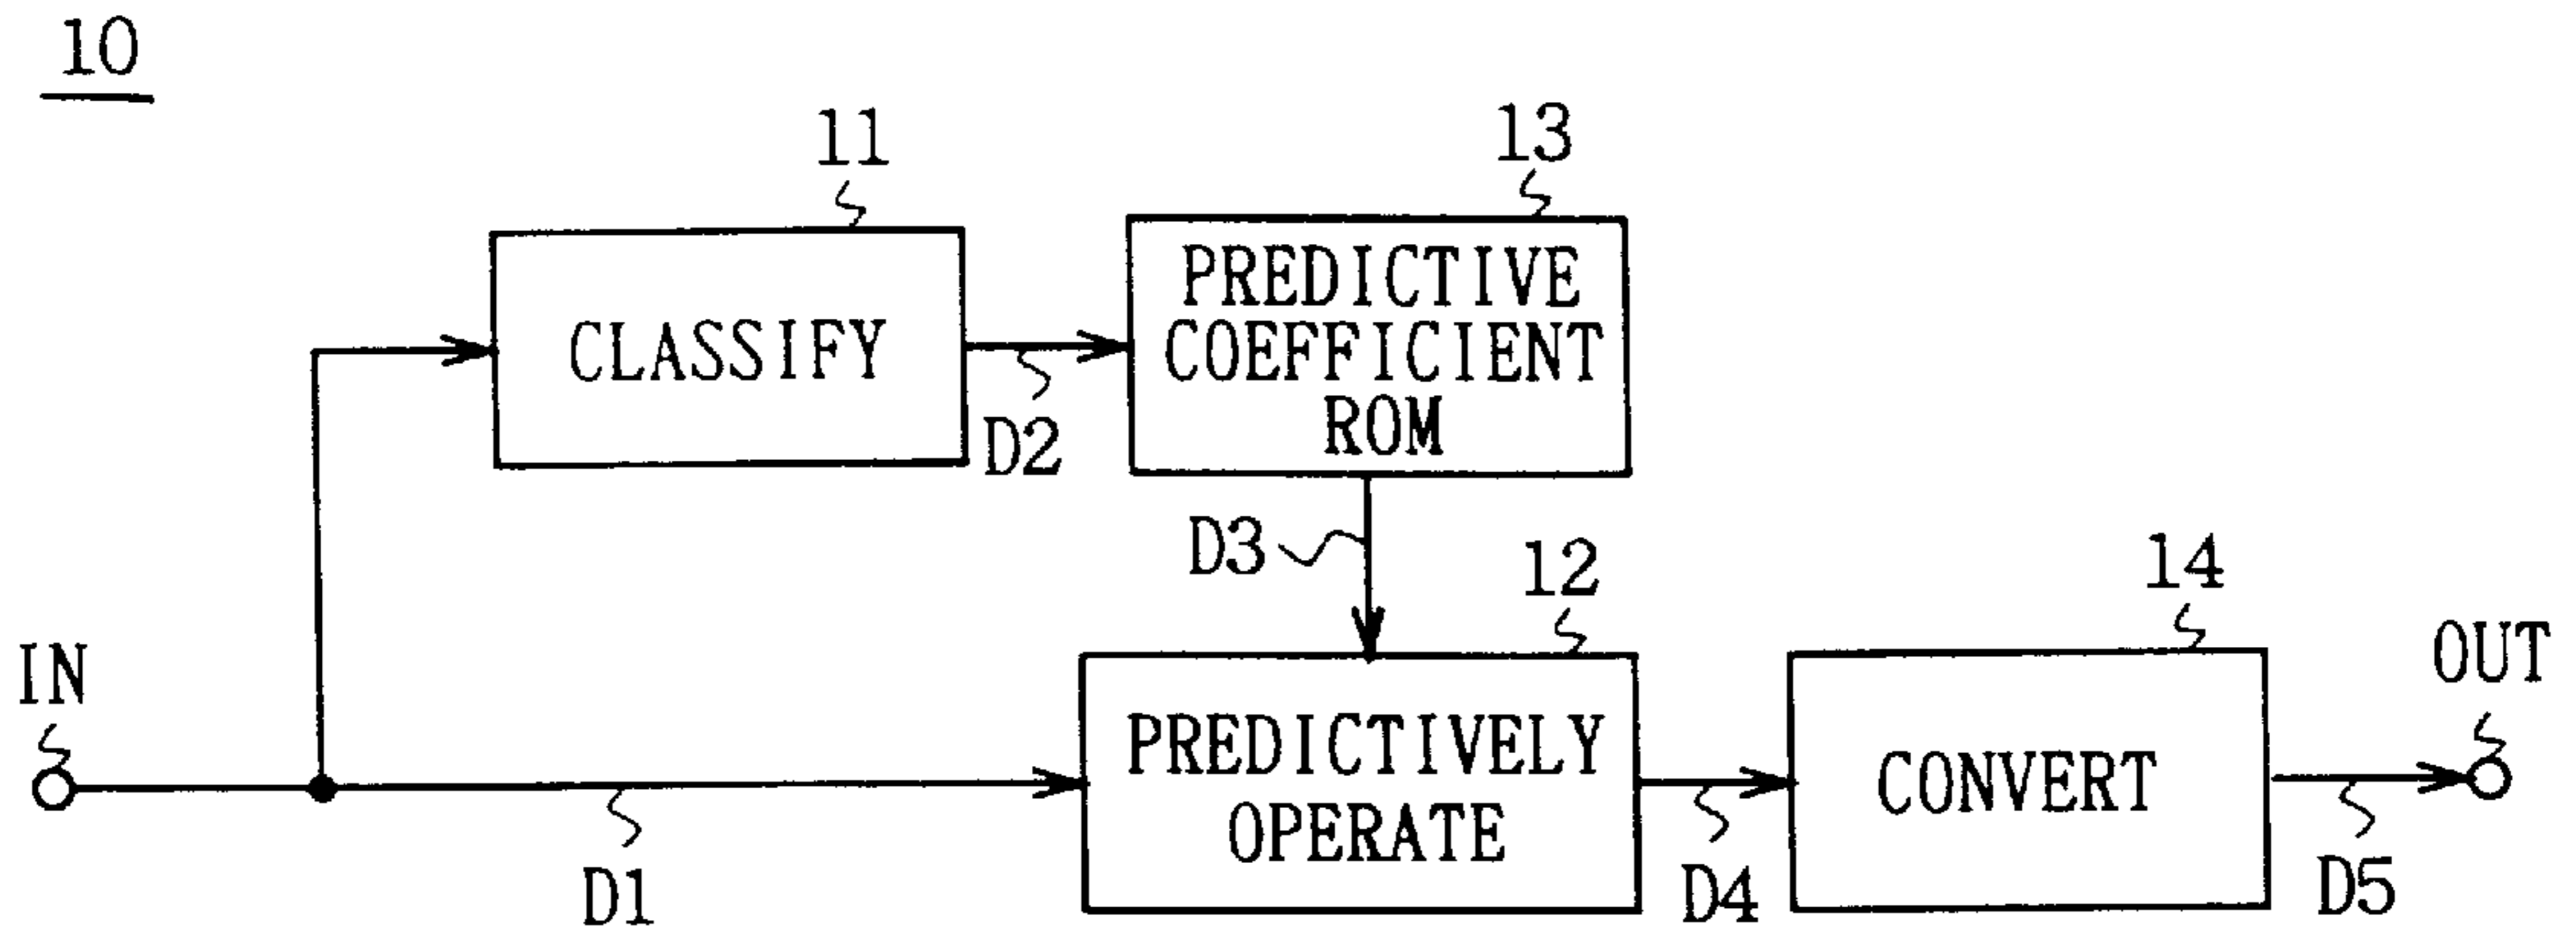 10
11
13
CLASSIFY
PREDICTIVE
COEFFICIENT
ROM
D2
D3
12
14
IN
OUT
PREDICTIVELY
OPERATE
CONVERT
D1
D4
D5